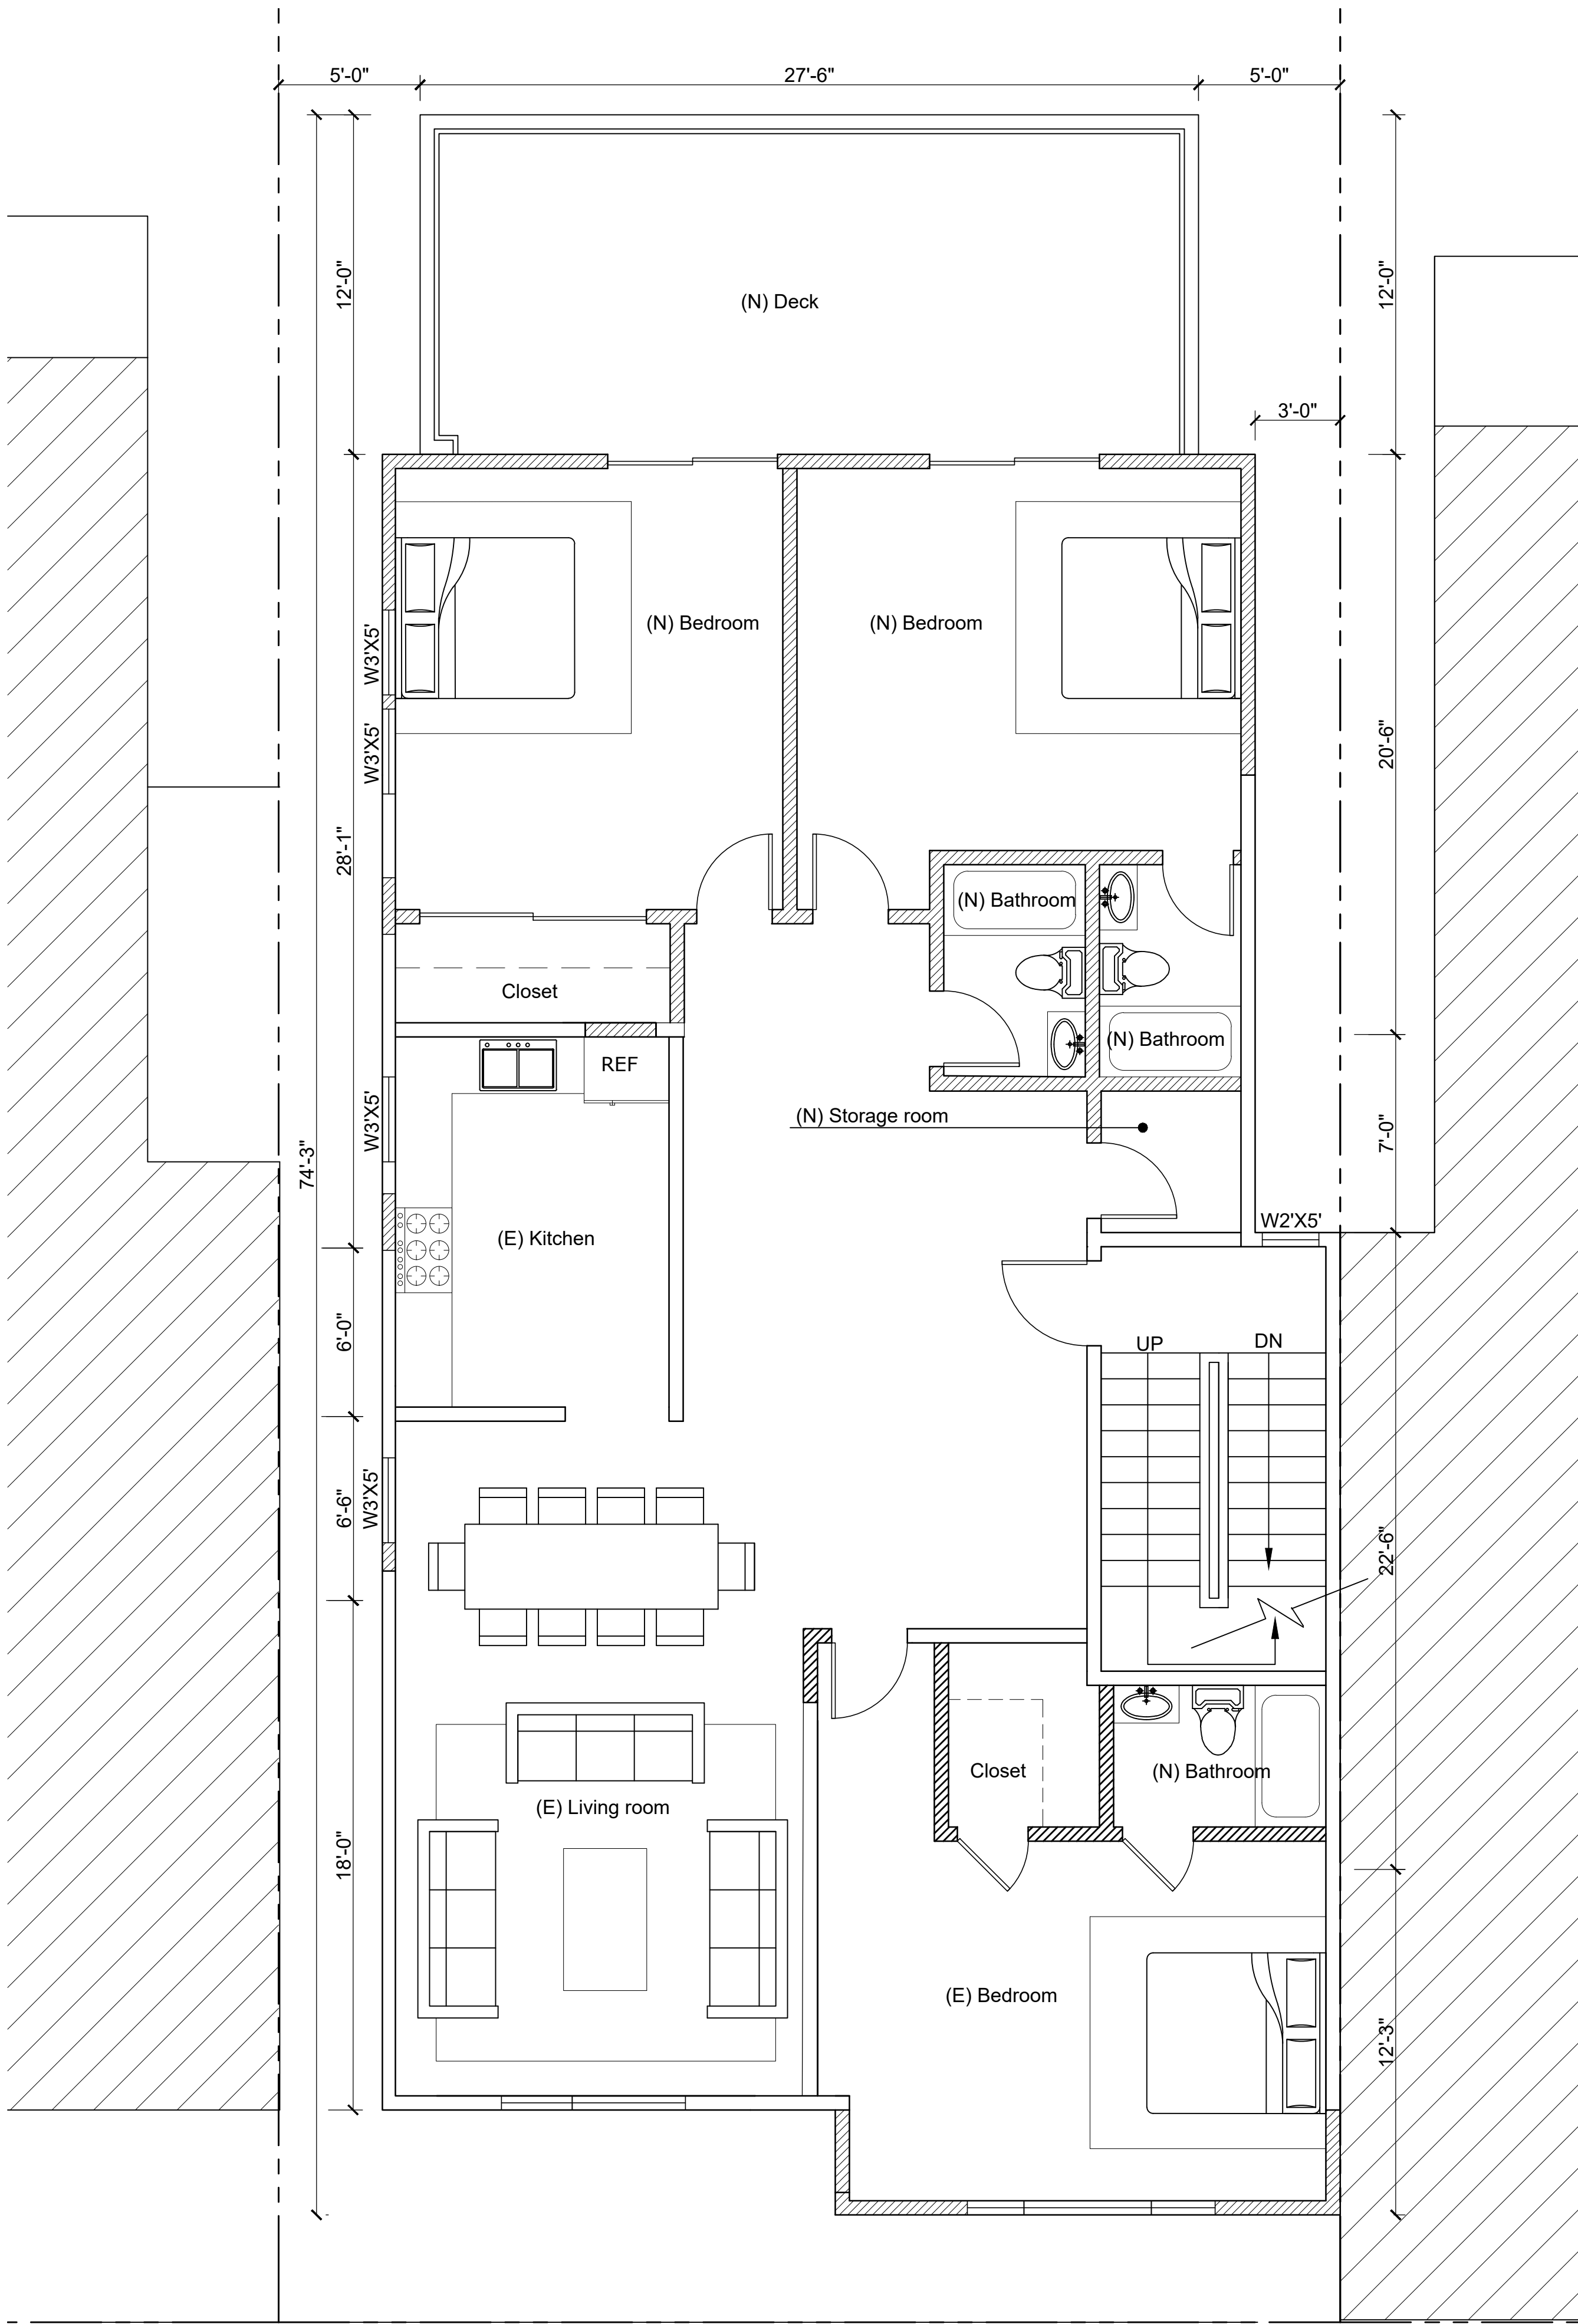 5'-0"
27'-6"
5'-0"
12'-0"
(N) Deck
12'-0"
3'-0"
W3'X5'
(N) Bedroom
(N) Bedroom
W3'X5'
20'-6"
28'-1"
(N) Bathroom
Closet
(N) Bathroom
REF
W3'X5'
(N) Storage room
7'-0"
74'-3"
W2'X5'
(E) Kitchen
6'-0"
UP
DN
6'-6"
W3'X5'
22'-6"
Closet
(N) Bathroom
(E) Living room
18'-0"
(E) Bedroom
12'-3"